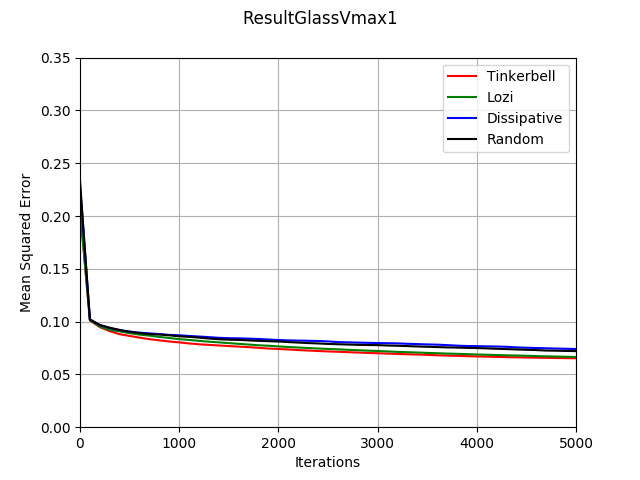 ResultGlassVmax1
0.35
0.30
0.25
0.20
0.15
0.10
0.05
0.00
Mean Squared Error
Tinkerbell
Lozi
Dissipative
Random
0 1000 2000 3000 4000 5000
Iterations